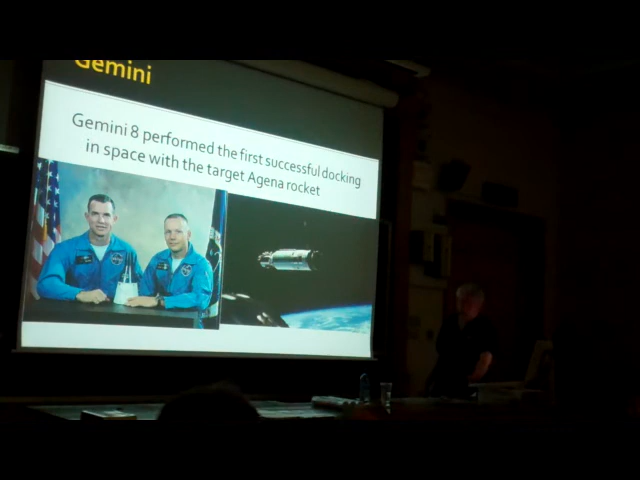 Gemini
Gemini 8 performed the first successful docking
in space with the target Agena rocket